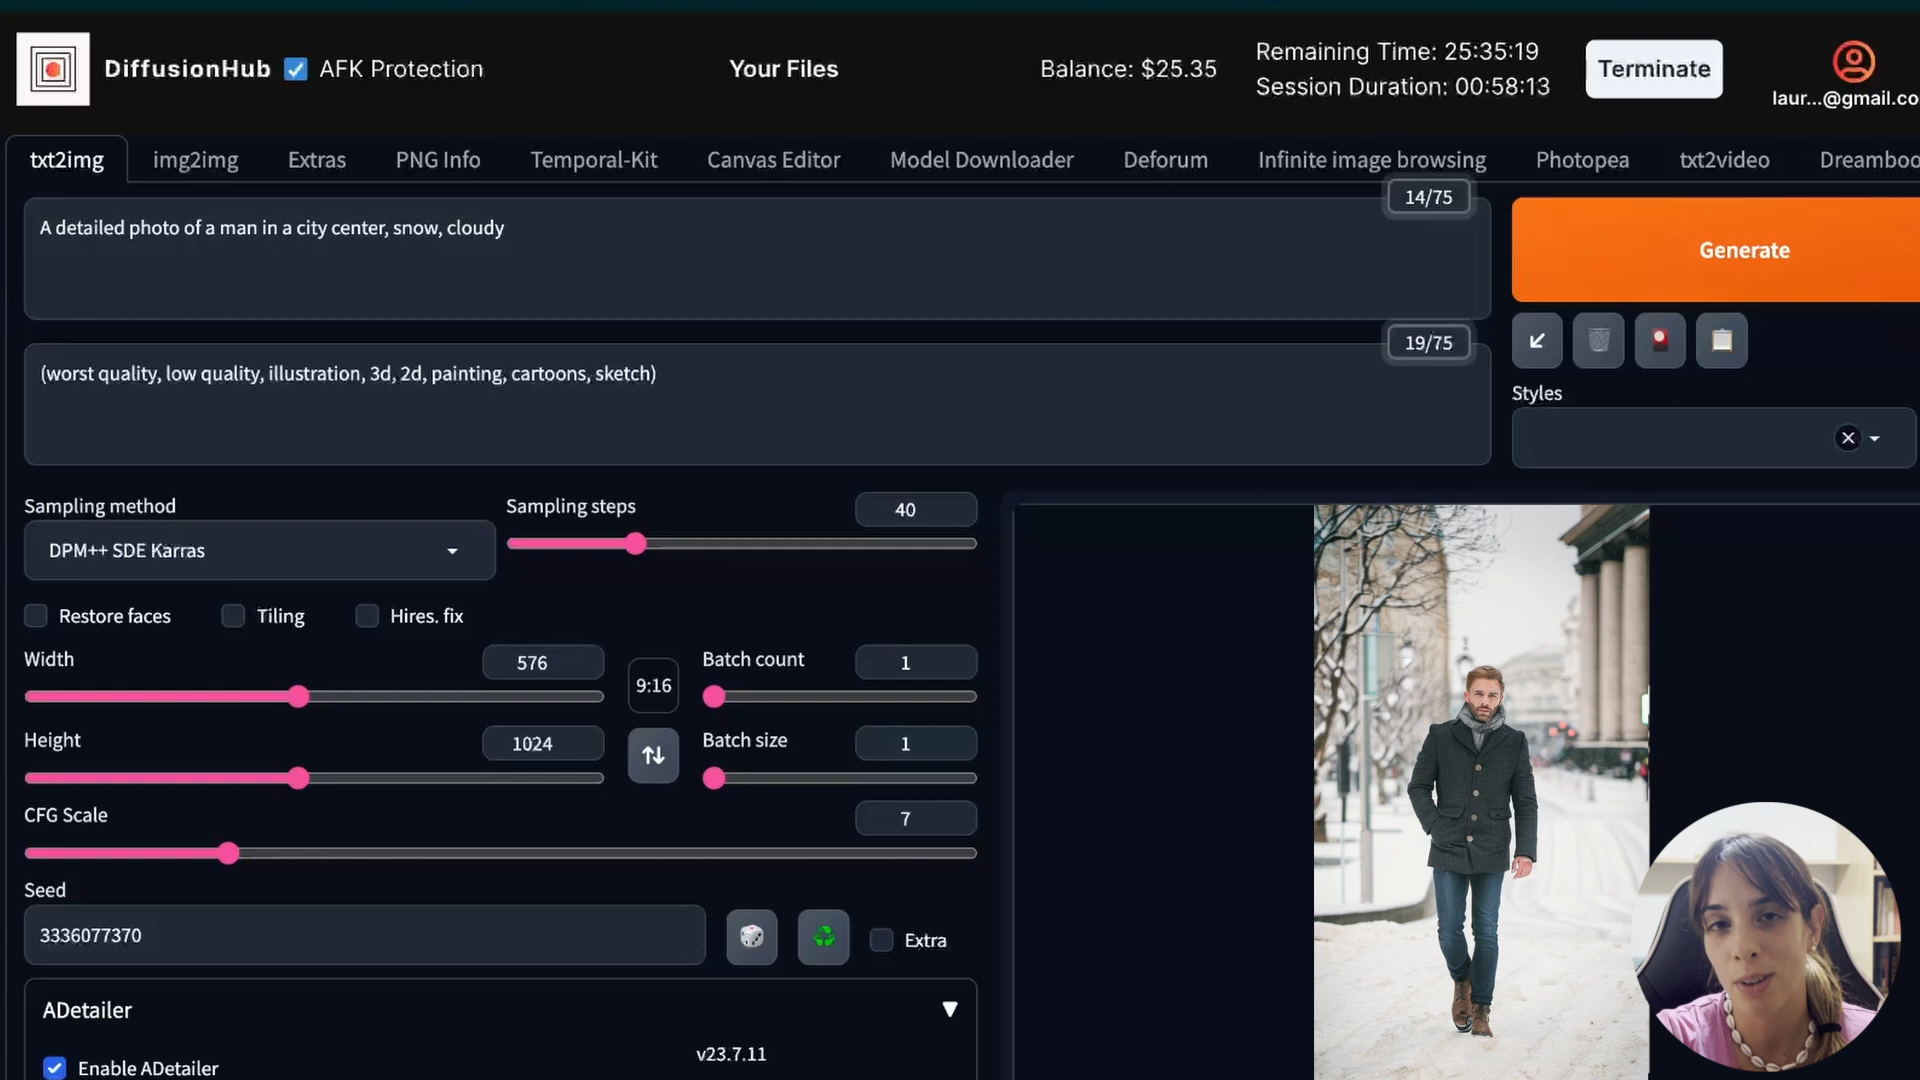 DiffusionHub
AFK Protection
Your Files
Balance: $25.35
Remaining Time: 25:35:19
Session Duration: 00:58:13
Terminate
laur...@gmail.co
txt2img
img2img
Extras
PNG Info
Temporal-Kit
Canvas Editor
Model Downloader
Deforum
Infinite image browsing
Photopea
txt2video
Dreamboo
14/75
A detailed photo of a man in a city center, snow, cloudy
Generate
19/75
(worst quality, low quality, illustration, 3d, 2d, painting, cartoons, sketch)
Styles
Sampling method
DPM++ SDE Karras
Sampling steps
40
Restore faces
Tiling
Hires. fix
Width
576
9:16
Batch count
1
Height
1024
Batch size
1
CFG Scale
7
Seed
3336077370
Extra
ADetailer
v23.7.11
Enable ADetailer